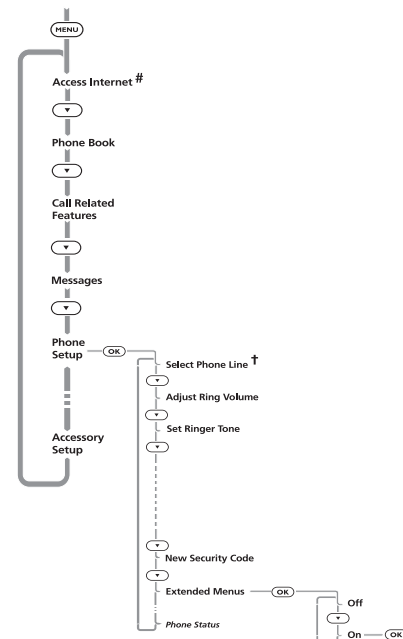 MENU
Access Internet #
Phone Book
Call Related
Features
Messages
Phone
Setup
OK
Select Phone Line †
Adjust Ring Volume
Set Ringer Tone
Accessory
Setup
New Security Code
Extended Menus
OK
Off
On
OK
Phone Status